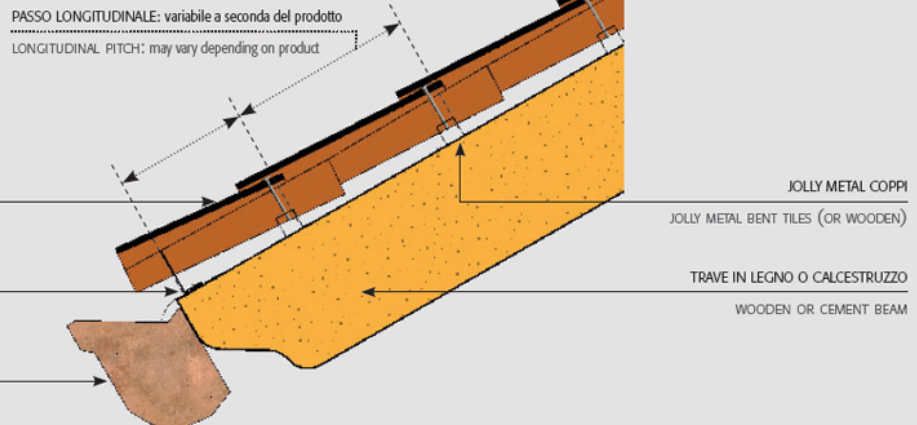 PASSO LONGITUDINALE: variabile a seconda del prodotto
LONGITUDINAL PITCH: may vary depending on product
JOLLY METAL COPPI
JOLLY METAL BENT TILES (OR WOODEN)
TRAVE IN LEGNO O CALCESTRUZZO
WOODEN OR CEMENT BEAM